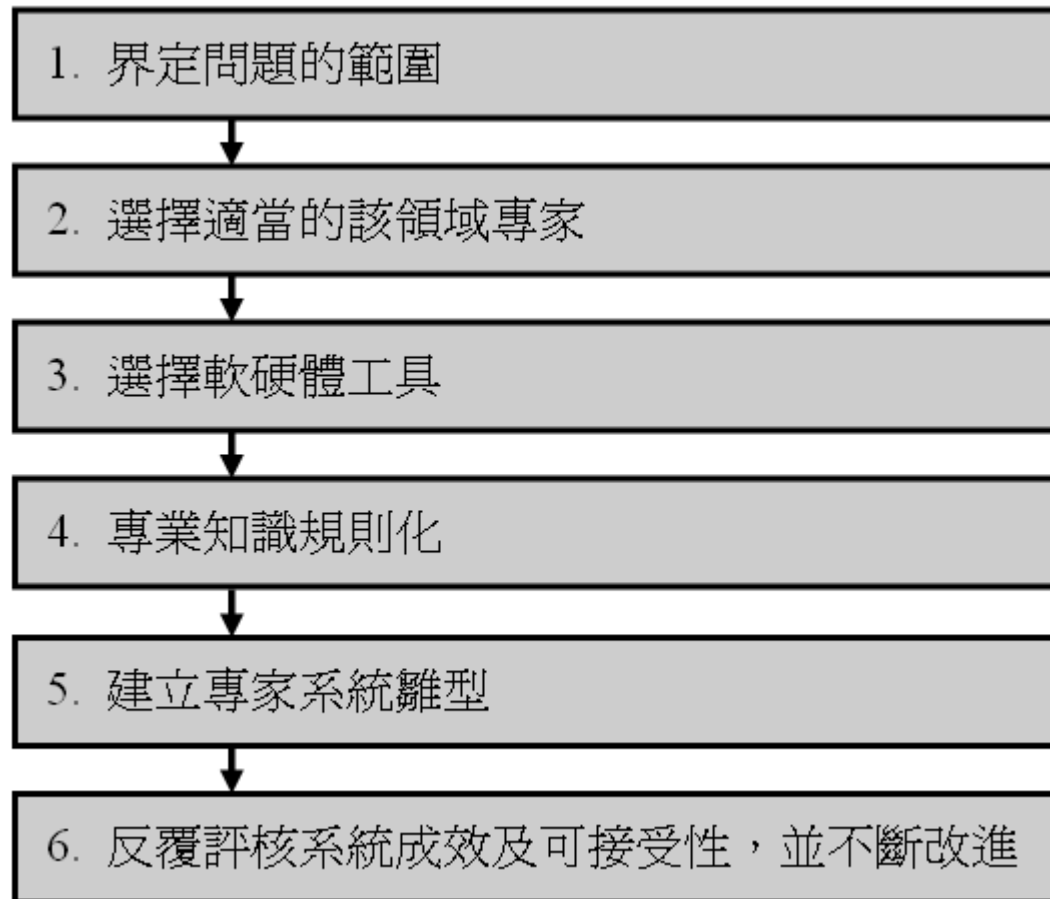 1. 界定問題的範圍
2. 選擇適當的該領域專家
3. 選擇軟硬體工具
4. 專業知識規則化
5. 建立專家系統雛型
6. 反覆評核系統成效及可接受性，並不斷改進